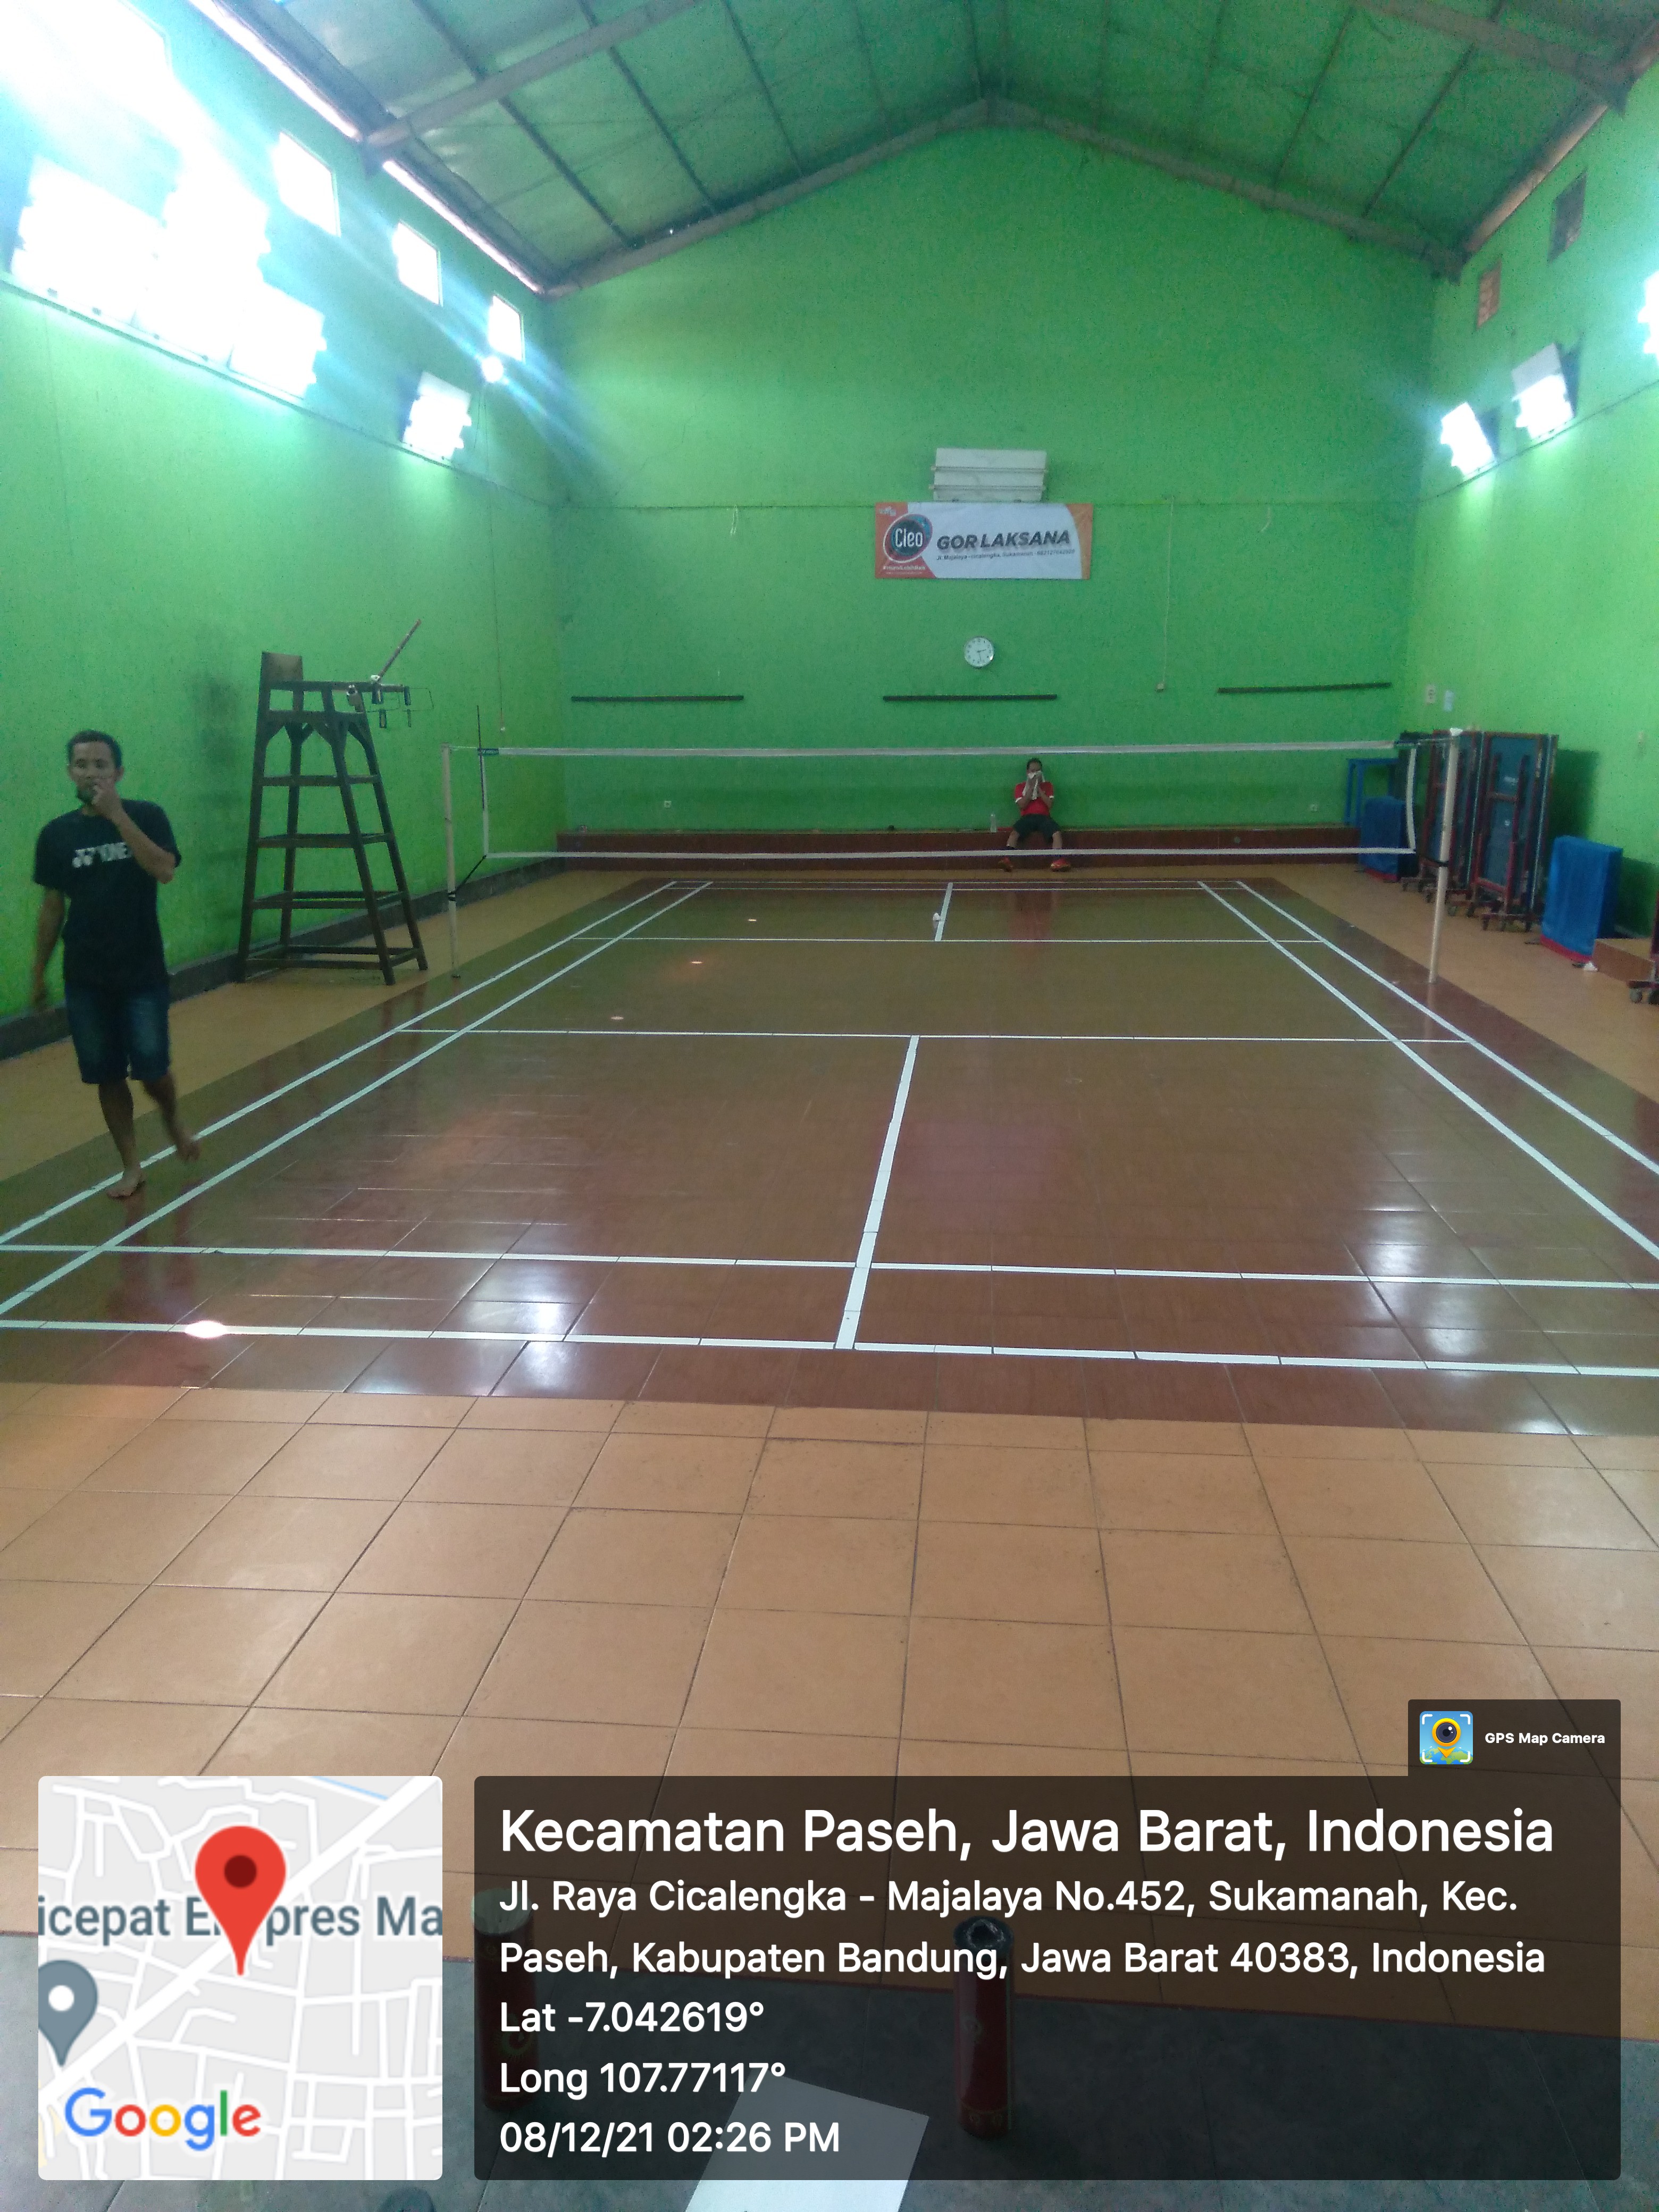 Cleo
GOR LAKSANA
YONEX
GPS Map Camera
Kecamatan Paseh, Jawa Barat, Indonesia
Jl. Raya Cicalengka - Majalaya No.452, Sukamanah, Kec.
Paseh, Kabupaten Bandung, Jawa Barat 40383, Indonesia
Lat -7.042619°
Long 107.77117°
08/12/21 02:26 PM
Google